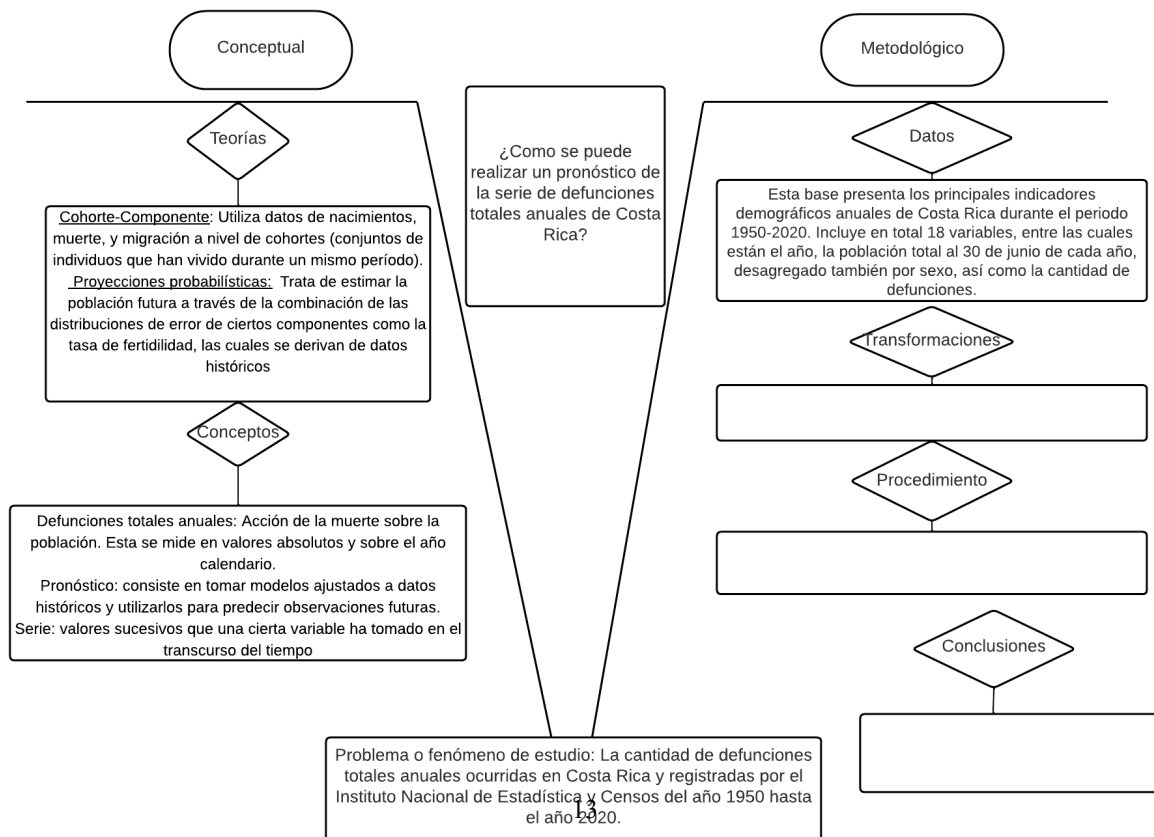 Conceptual
Teorías
Cohorte-Componente: Utiliza datos de nacimientos,
muerte, y migración a nivel de cohortes (conjuntos de
individuos que han vivido durante un mismo período).
Proyecciones probabilísticas: Trata de estimar la
población futura a través de la combinación de las
distribuciones de error de ciertos componentes como la
tasa de fertidilidad, las cuales se derivan de datos
históricos
Conceptos
Defunciones totales anuales: Acción de la muerte sobre la
población. Esta se mide en valores absolutos y sobre el año
calendario.
Pronóstico: consiste en tomar modelos ajustados a datos
históricos y utilizarlos para predecir observaciones futuras.
Serie: valores sucesivos que una cierta variable ha tomado en el
transcurso del tiempo
¿Como se puede
realizar un pronóstico de
la serie de defunciones
totales anuales de Costa
Rica?
Metodológico
Datos
Esta base presenta los principales indicadores
demográficos anuales de Costa Rica durante el periodo
1950-2020. Incluye en total 18 variables, entre las cuales
están el año, la población total al 30 de junio de cada año,
desagregado también por sexo, así como la cantidad de
defunciones.
Transformaciones
Procedimiento
Conclusiones
Problema o fenómeno de estudio: La cantidad de defunciones
totales anuales ocurridas en Costa Rica y registradas por el
Instituto Nacional de Estadística y Censos del año 1950 hasta
el año 2020.
13